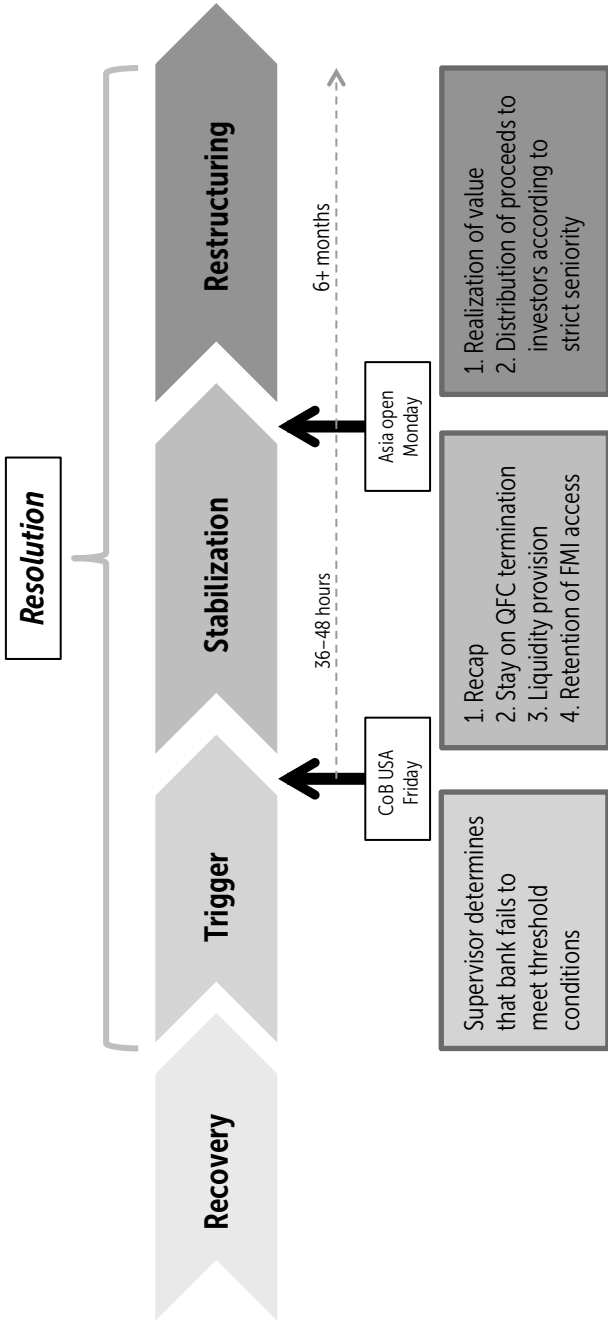 Resolution
Recovery
Trigger
Stabilization
Restructuring
36–48 hours
6+ months
CoB USA
Friday
Asia open
Monday
Supervisor determines
that bank fails to
meet threshold
conditions
1. Recap
2. Stay on QFC termination
3. Liquidity provision
4. Retention of FMI access
1. Realization of value
2. Distribution of proceeds to
investors according to
strict seniority